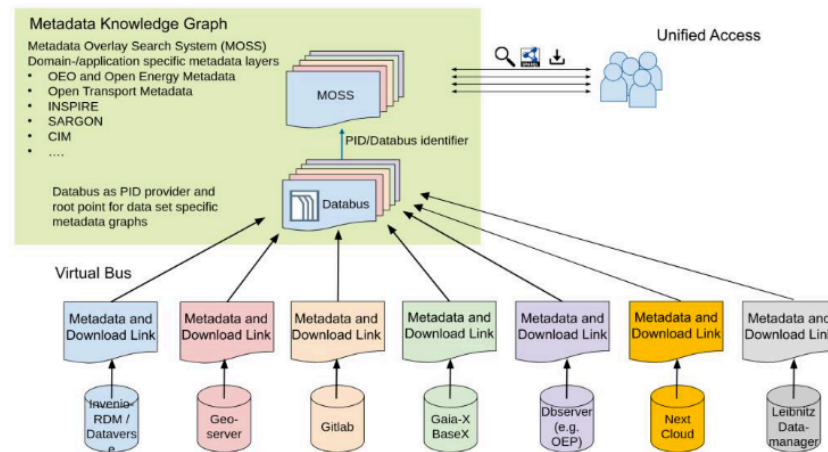 Metadata Knowledge Graph
Metadata Overlay Search System (MOSS)
Domain-/application specific metadata layers
• OEO and Open Energy Metadata
• Open Transport Metadata
• INSPIRE
• SARGON
• CIM
• ....
MOSS
Unified Access
PID/Databus identifier
Databus as PID provider and
root point for data set specific
metadata graphs
Databus
Virtual Bus
Metadata and
Download Link
Metadata and
Download Link
Metadata and
Download Link
Metadata and
Download Link
Metadata and
Download Link
Metadata and
Download Link
Metadata and
Download Link
Invenio-
RDM /
Datavers
e
Geo-
server
Gitlab
Gaia-X
BaseX
Dbserver
(e.g.
OEP)
Next
Cloud
Leibnitz
Data-
manager